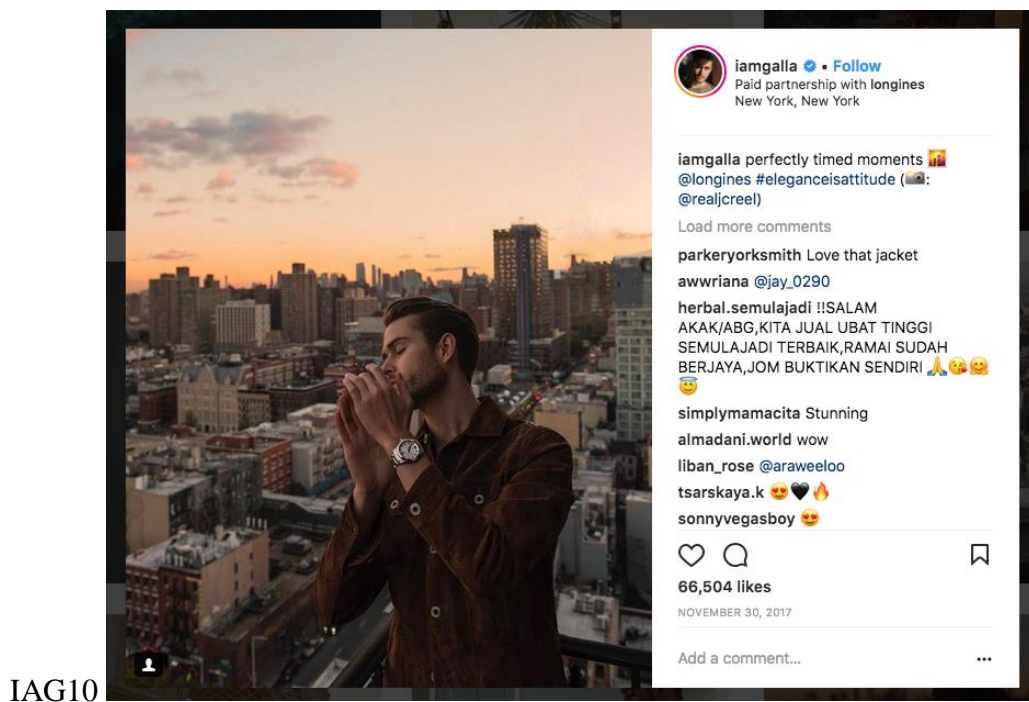 iamgalla • Follow
Paid partnership with longines
New York, New York
iamgalla perfectly timed moments 🌇
@longines #eleganceisattitude (📷:
@realjcreel)
Load more comments
parkeryorksmith Love that jacket
awwriana @jay_0290
herbal.semulajadi !!SALAM
AKAK/ABG,KITA JUAL UBAT TINGGI
SEMULAJADI TERBAIK,RAMAI SUDAH
BERJAYA,JOM BUKTIKAN SENDIRI 🙏😘🤗
😇
simplymamacita Stunning
almadani.world wow
liban_rose @araweeloo
tsarskaya.k 😍🖤🔥
sonnyvegasboy 😍
66,504 likes
NOVEMBER 30, 2017
Add a comment...
IAG10